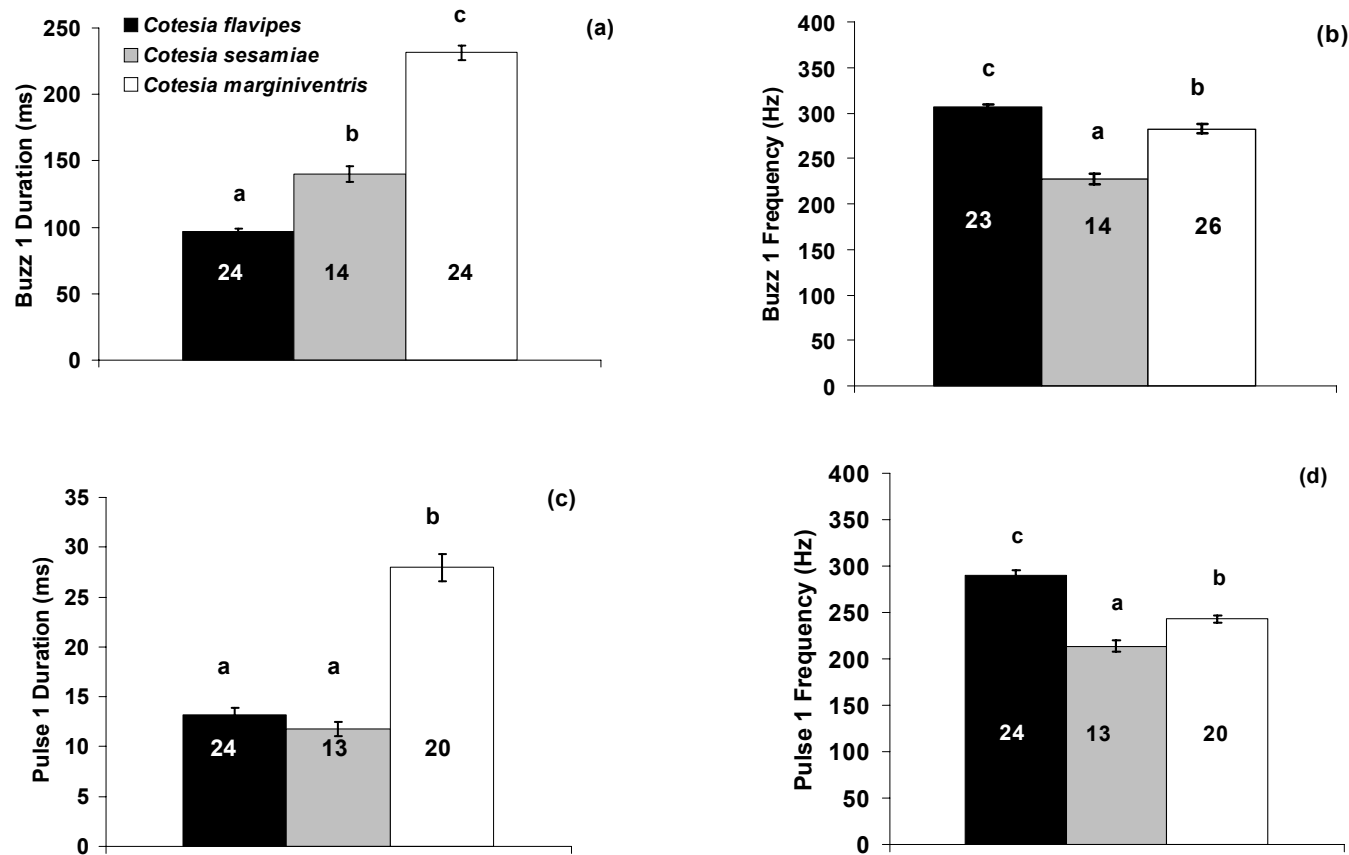 Cotesia flavipes
Cotesia sesamiae
Cotesia marginiventris
(a)
Buzz 1 Duration (ms)
250
200
150
100
50
0
a
b
c
24
14
24
(b)
Buzz 1 Frequency (Hz)
400
350
300
250
200
150
100
50
0
c
a
b
23
14
26
(c)
Pulse 1 Duration (ms)
35
30
25
20
15
10
5
0
a
a
b
24
13
20
(d)
Pulse 1 Frequency (Hz)
400
350
300
250
200
150
100
50
0
c
a
b
24
13
20